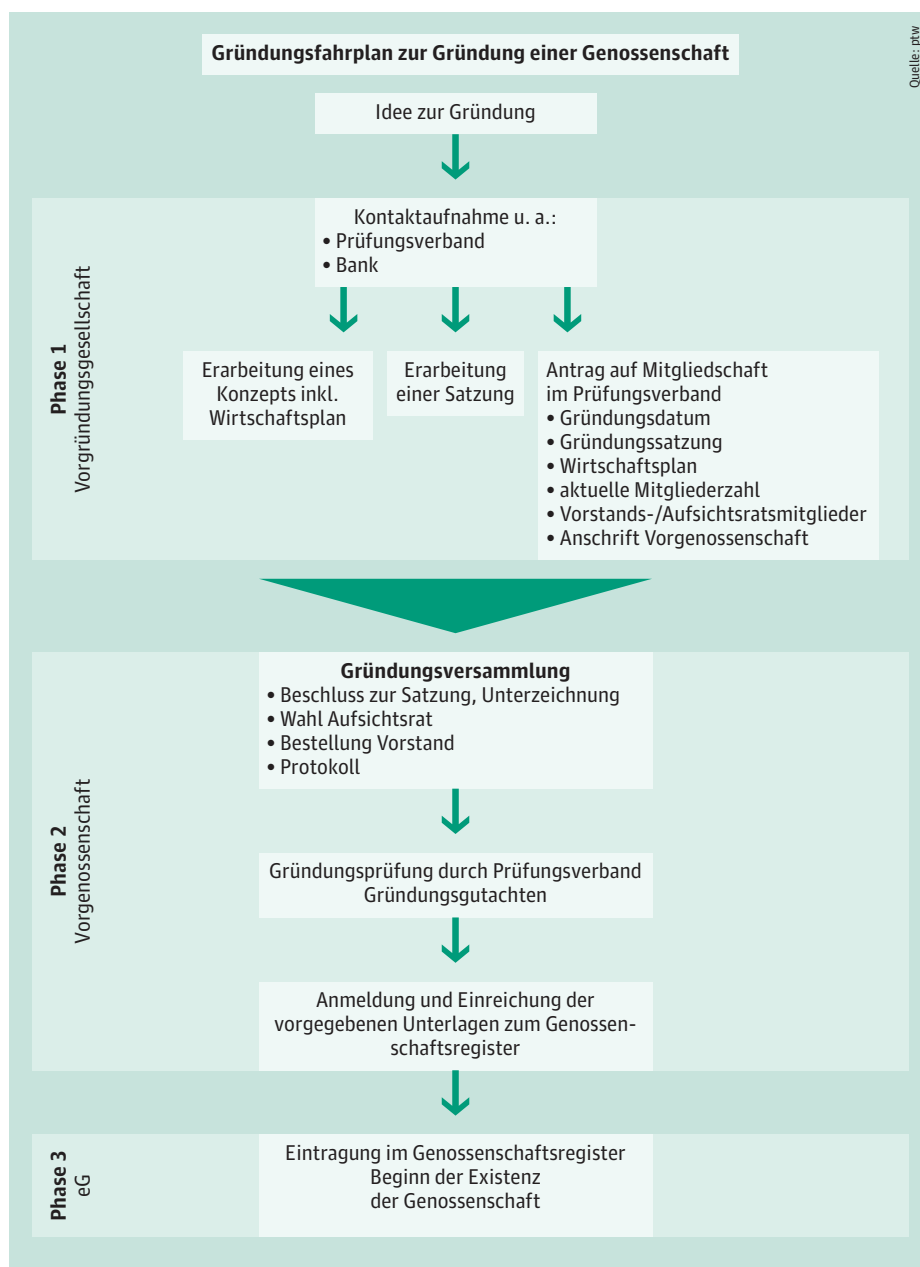 Gründungsfahrplan zur Gründung einer Genossenschaft
Quelle: ptw
Idee zur Gründung
Phase 1
Vorgründungsgesellschaft
Kontaktaufnahme u. a.:
• Prüfungsverband
• Bank
Erarbeitung eines
Konzepts inkl.
Wirtschaftsplan
Erarbeitung
einer Satzung
Antrag auf Mitgliedschaft
im Prüfungsverband
• Gründungsdatum
• Gründungssatzung
• Wirtschaftsplan
• aktuelle Mitgliederzahl
• Vorstands-/Aufsichtsratsmitglieder
• Anschrift Vorgenossenschaft
Phase 2
Vorgenossenschaft
Gründungsversammlung
• Beschluss zur Satzung, Unterzeichnung
• Wahl Aufsichtsrat
• Bestellung Vorstand
• Protokoll
Gründungsprüfung durch Prüfungsverband
Gründungsgutachten
Anmeldung und Einreichung der
vorgegebenen Unterlagen zum Genossen-
schaftsregister
Phase 3
eG
Eintragung im Genossenschaftsregister
Beginn der Existenz
der Genossenschaft